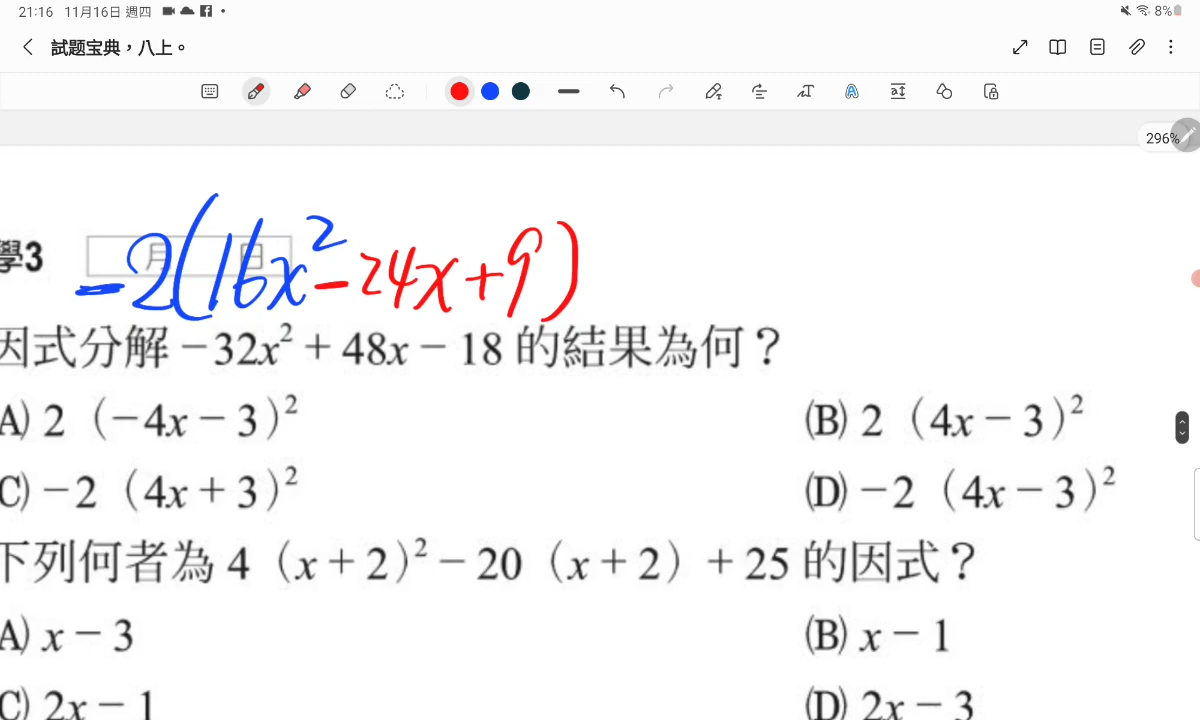 21:16 11月16日 週四 8%
試题宝典,八上。
296%
學3 月 日
-2(16x²-24x+9)
因式分解 -32x² + 48x - 18 的結果為何?
(A) 2 (-4x - 3)² (B) 2 (4x - 3)²
(C) -2 (4x + 3)² (D) -2 (4x - 3)²
下列何者為 4 (x + 2)² - 20 (x + 2) + 25 的因式?
(A) x - 3 (B) x - 1
(C) 2x - 1 (D) 2x - 3